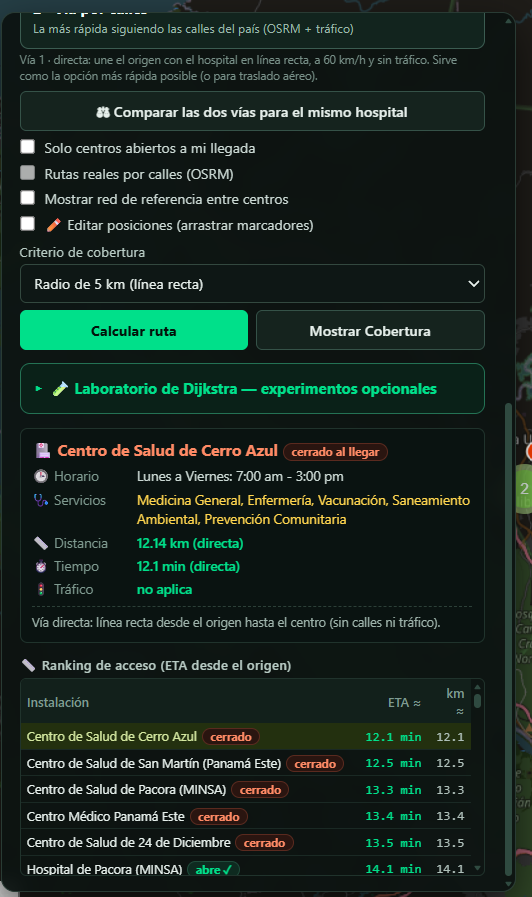 La más rápida siguiendo las calles del país (OSRM + tráfico)
Vía 1 · directa: une el origen con el hospital en línea recta, a 60 km/h y sin tráfico. Sirve
como la opción más rápida posible (o para traslado aéreo).
Comparar las dos vías para el mismo hospital
Solo centros abiertos a mi llegada
Rutas reales por calles (OSRM)
Mostrar red de referencia entre centros
Editar posiciones (arrastrar marcadores)
Criterio de cobertura
Radio de 5 km (línea recta)
Calcular ruta
Mostrar Cobertura
Laboratorio de Dijkstra — experimentos opcionales
Centro de Salud de Cerro Azul cerrado al llegar
Horario Lunes a Viernes: 7:00 am - 3:00 pm
Servicios Medicina General, Enfermería, Vacunación, Saneamiento
Ambiental, Prevención Comunitaria
Distancia 12.14 km (directa)
Tiempo 12.1 min (directa)
Tráfico no aplica
Vía directa: línea recta desde el origen hasta el centro (sin calles ni tráfico).
Ranking de acceso (ETA desde el origen)
Instalación ETA ≈ km ≈
Centro de Salud de Cerro Azul cerrado 12.1 min 12.1
Centro de Salud de San Martín (Panamá Este) cerrado 12.5 min 12.5
Centro de Salud de Pacora (MINSA) cerrado 13.3 min 13.3
Centro Médico Panamá Este cerrado 13.4 min 13.4
Centro de Salud de 24 de Diciembre cerrado 13.5 min 13.5
Hospital de Pacora (MINSA) abre ✓ 14.1 min 14.1
2